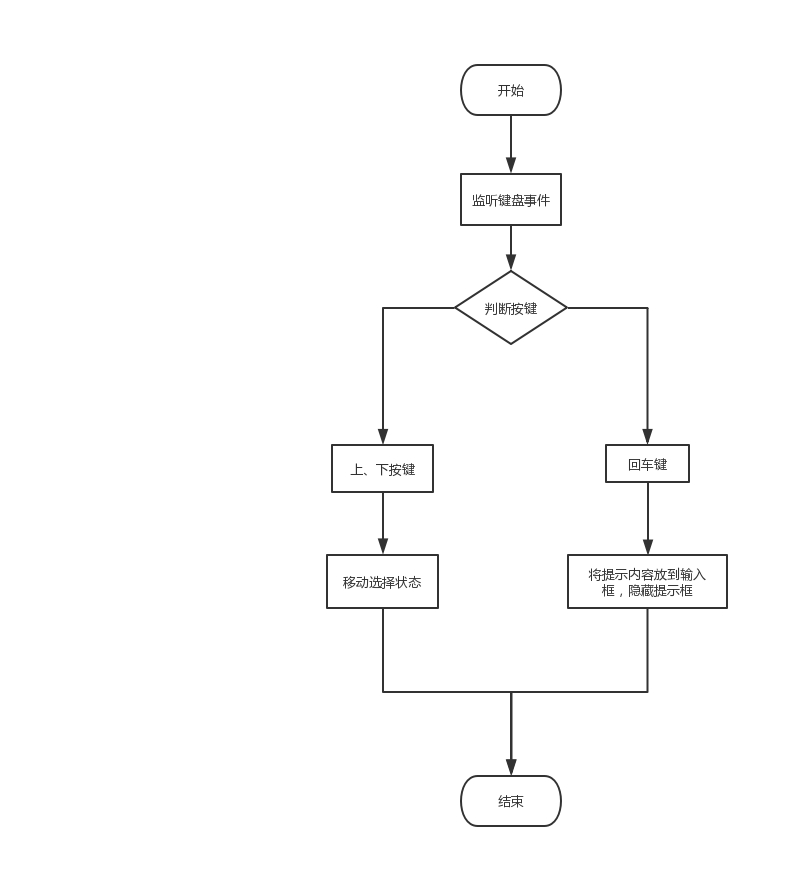 开始
监听键盘事件
判断按键
上、下按键
回车键
移动选择状态
将提示内容放到输入
框，隐藏提示框
结束